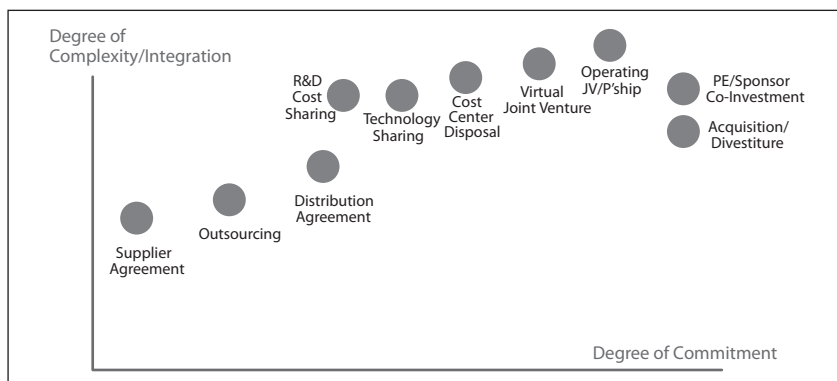 Degree of
Complexity/Integration
R&D
Cost
Sharing
Technology
Sharing
Cost
Center
Disposal
Virtual
Joint Venture
Operating
JV/P'ship
PE/Sponsor
Co-Investment
Acquisition/
Divestiture
Distribution
Agreement
Outsourcing
Supplier
Agreement
Degree of Commitment